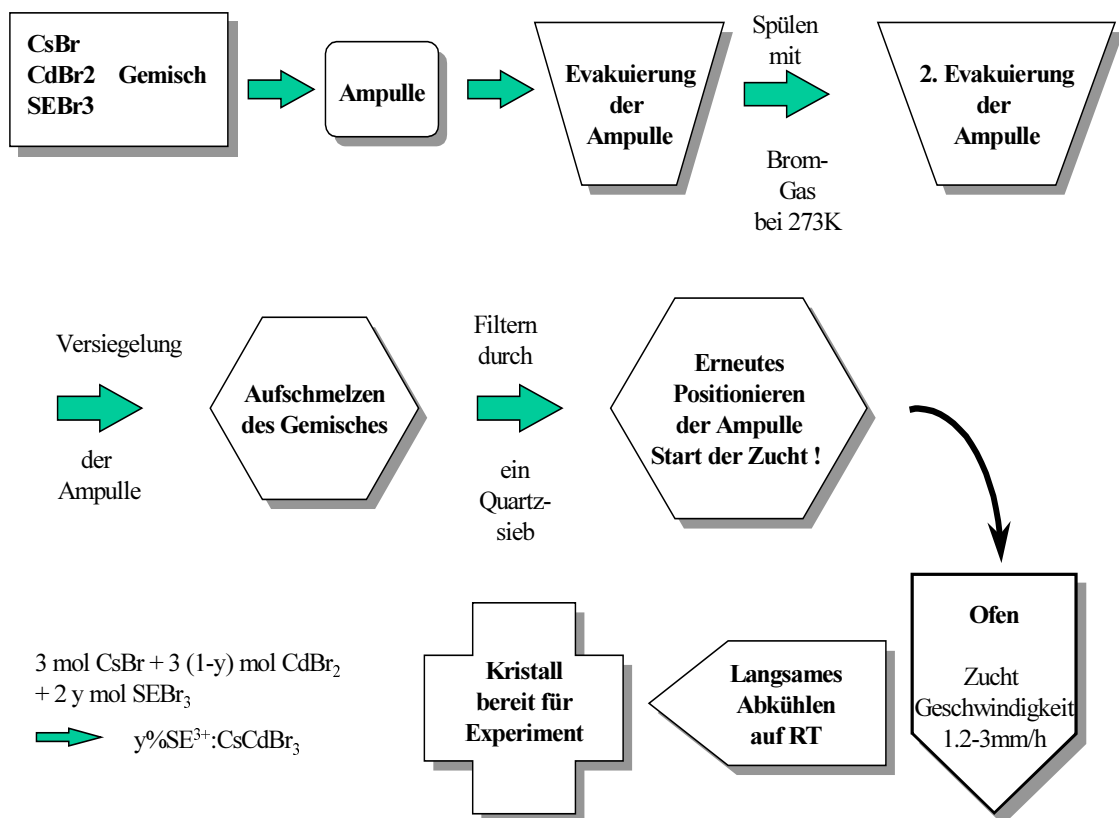 CsBr
CdBr2 Gemisch
SEBr3
Ampulle
Evakuierung
der
Ampulle
Spülen
mit
Brom-
Gas
bei 273K
2. Evakuierung
der
Ampulle
Versiegelung
der
Ampulle
Aufschmelzen
des Gemisches
Filtern
durch
ein
Quartz-
sieb
Erneutes
Positionieren
der Ampulle
Start der Zucht !
Ofen
Zucht
Geschwindigkeit
1.2-3mm/h
Langsames
Abkühlen
auf RT
Kristall
bereit für
Experiment
3 mol CsBr + 3 (1-y) mol CdBr₂
+ 2 y mol SEBr₃
y%SE³⁺:CsCdBr₃